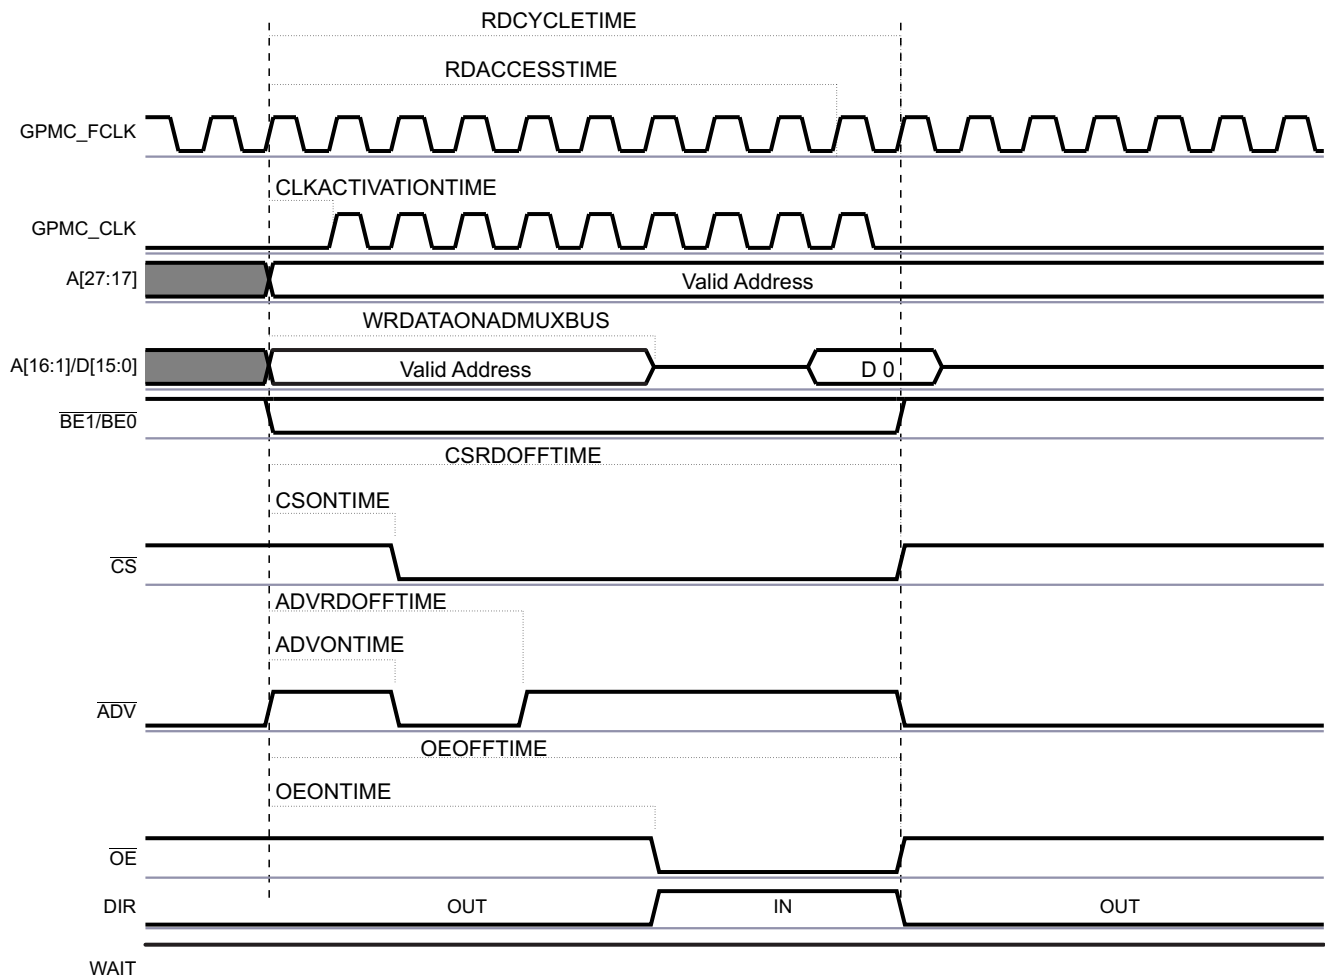 RDCYCLETIME
RDACCESSTIME
GPMC_FCLK
CLKACTIVATIONTIME
GPMC_CLK
A[27:17]
Valid Address
WRDATAONADMUXBUS
A[16:1]/D[15:0]
Valid Address
D 0
BE1/BE0
CSRDOFFTIME
CSONTIME
CS
ADVRDOFFTIME
ADVONTIME
ADV
OEOFFTIME
OEONTIME
OE
DIR
OUT
IN
OUT
WAIT